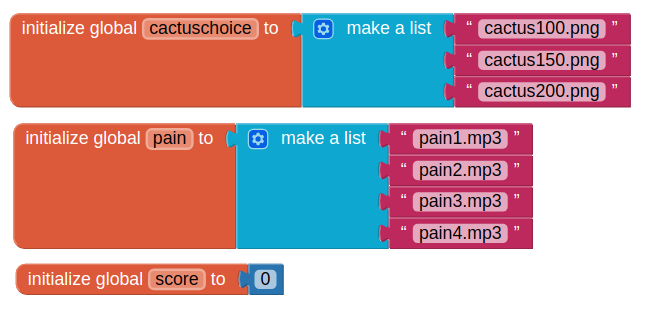 initialize global cactuschoice to make a list “ cactus100.png ”
“ cactus150.png ”
“ cactus200.png ”
initialize global pain to make a list “ pain1.mp3 ”
“ pain2.mp3 ”
“ pain3.mp3 ”
“ pain4.mp3 ”
initialize global score to 0